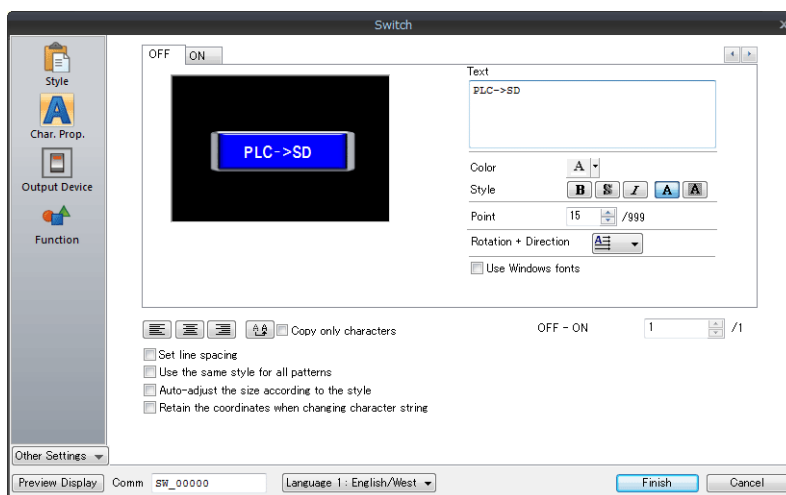 Switch
Style
Char. Prop.
Output Device
Function
OFF ON
PLC->SD
Text
PLC->SD
Color A
Style B S I A A
Point 15 /999
Rotation + Direction A
Use Windows fonts
A A Copy only characters
OFF - ON 1 /1
Set line spacing
Use the same style for all patterns
Auto-adjust the size according to the style
Retain the coordinates when changing character string
Other Settings
Preview Display Comm SW_00000 Language 1 : English/West Finish Cancel